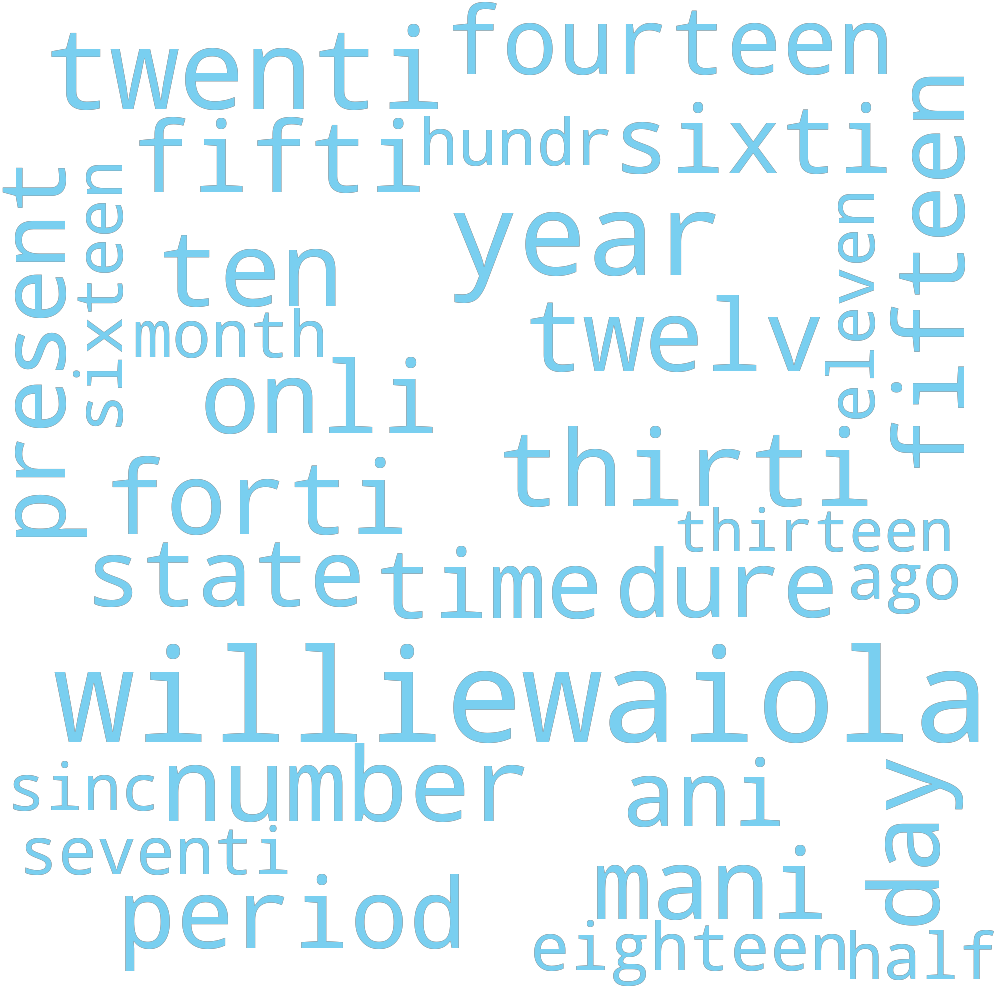 twenti
fourteen
fifti
hundr
sixti
fifteen
present
sixteen
ten
year
eleven
month
twelv
onli
thirti
forti
thirteen
state
time
dure
ago
williewaiola
sinc
number
ani
day
seventi
period
mani
eighteen
half